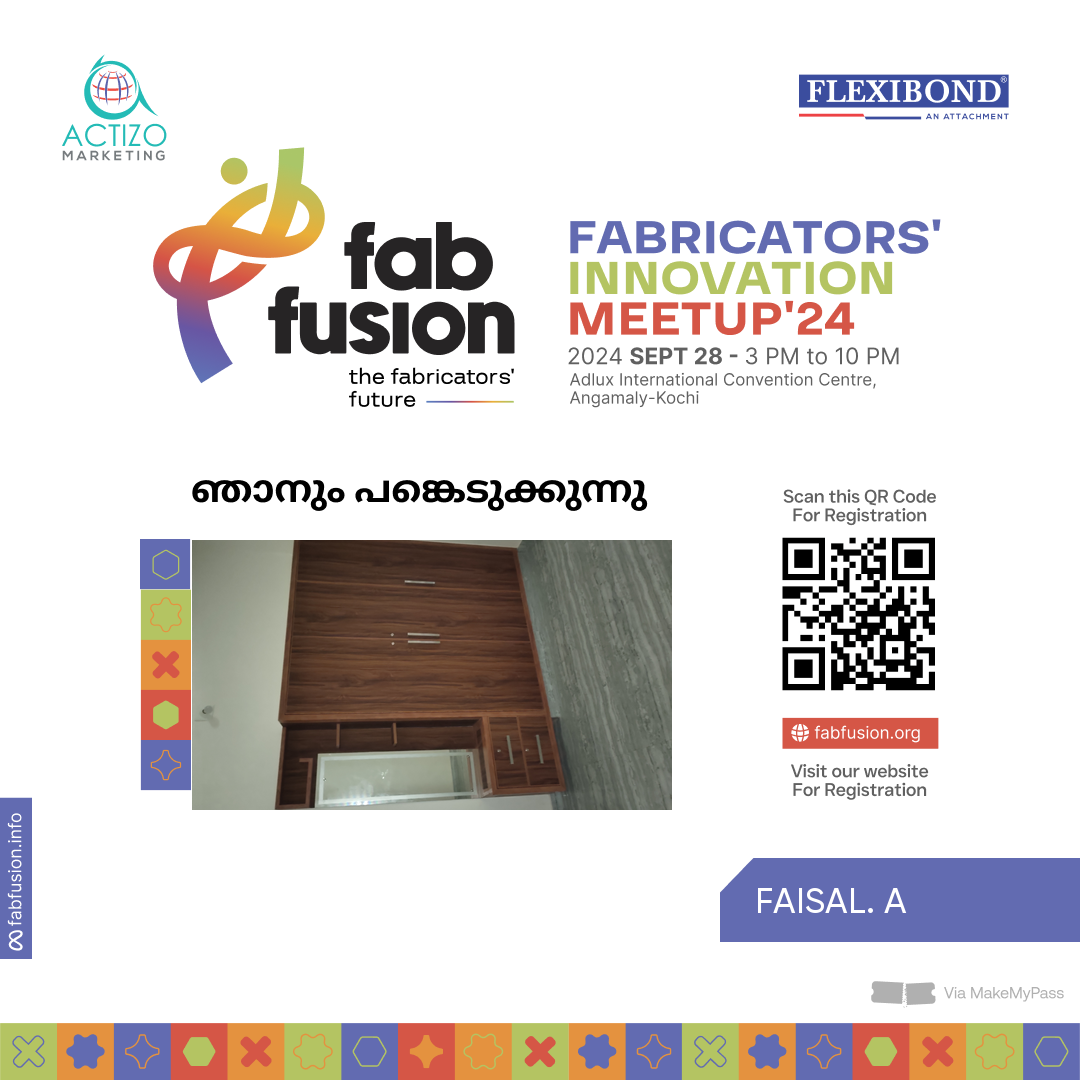 ACTIZO
MARKETING
FLEXIBOND®
AN ATTACHMENT
fab
fusion
the fabricators'
future
FABRICATORS'
INNOVATION
MEETUP'24
2024 SEPT 28 - 3 PM to 10 PM
Adlux International Convention Centre,
Angamaly-Kochi
ഞാനും പങ്കെടുക്കുന്നു
Scan this QR Code
For Registration
fabfusion.org
Visit our website
For Registration
fabfusion.info
FAISAL. A
Via MakeMyPass